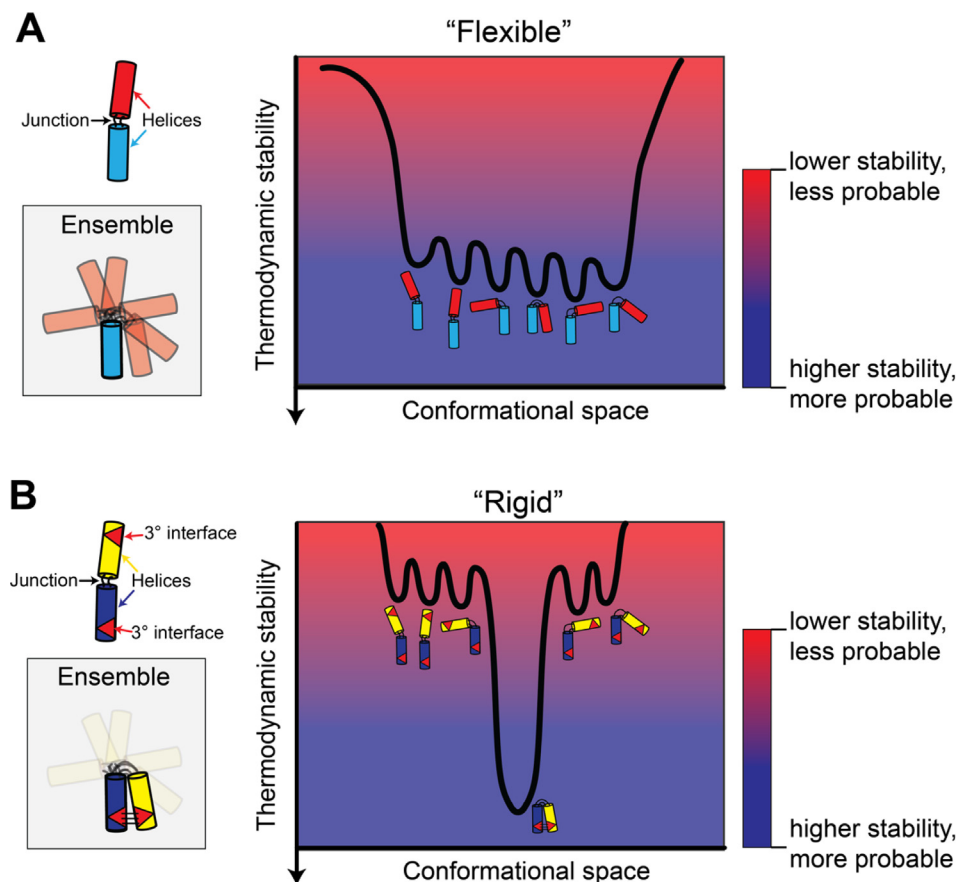 A
“Flexible”
Junction
Helices
Ensemble
Thermodynamic stability
Conformational space
lower stability,
less probable
higher stability,
more probable
B
“Rigid”
3° interface
Junction
Helices
3° interface
Ensemble
Thermodynamic stability
Conformational space
lower stability,
less probable
higher stability,
more probable